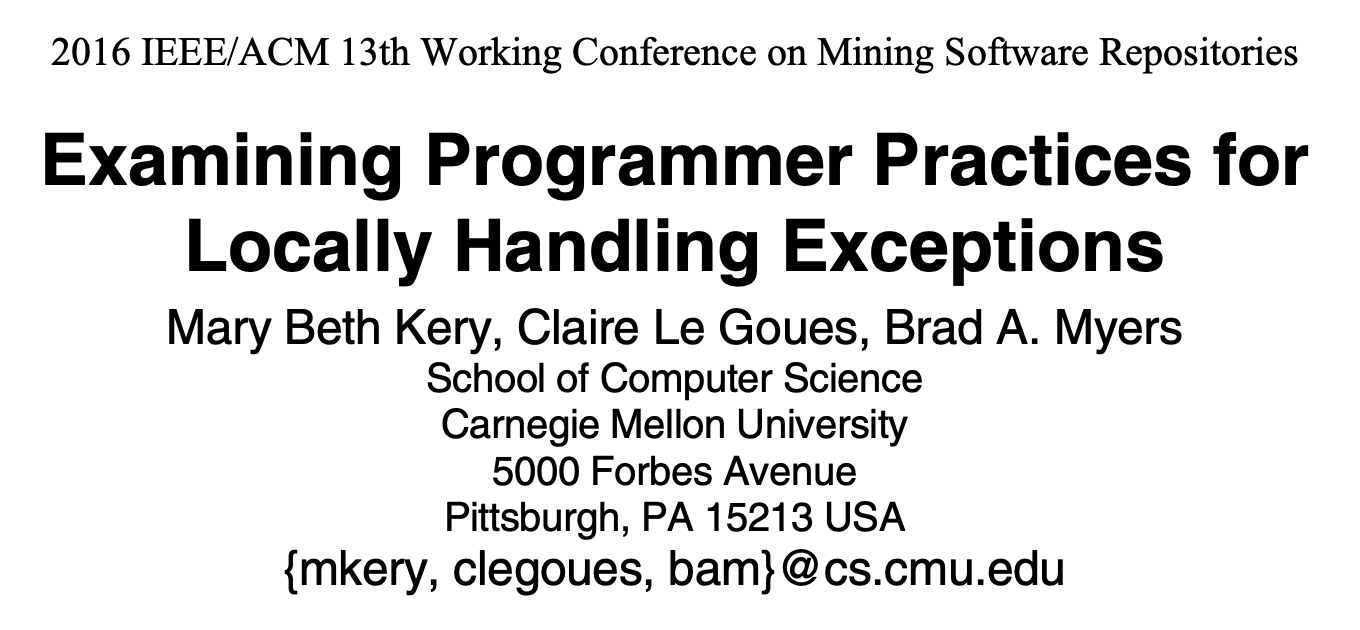 2016 IEEE/ACM 13th Working Conference on Mining Software Repositories
Examining Programmer Practices for
Locally Handling Exceptions
Mary Beth Kery, Claire Le Goues, Brad A. Myers
School of Computer Science
Carnegie Mellon University
5000 Forbes Avenue
Pittsburgh, PA 15213 USA
{mkery, clegoues, bam}@cs.cmu.edu